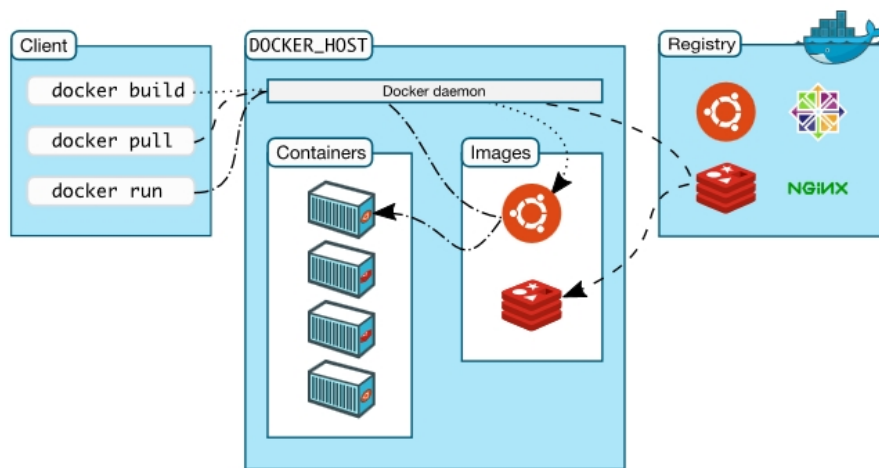 Client
docker build
docker pull
docker run
DOCKER_HOST
Docker daemon
Containers
Images
Registry
NGINX